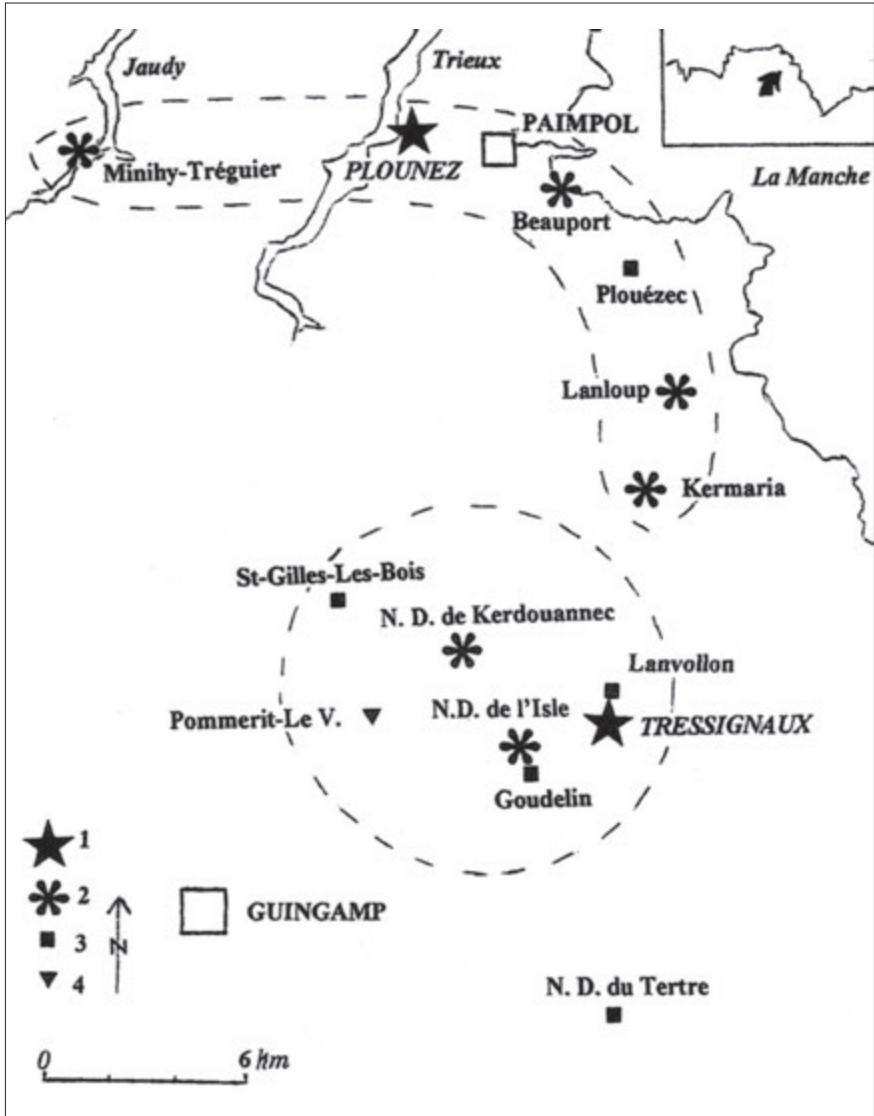 Jaudy
Trieux
PAIMPOL
Minihy-Tréguier
PLOUNEZ
La Manche
Beauport
Plouézec
Lanloup
Kermaria
St-Gilles-Les-Bois
N. D. de Kerdouannec
Lanvollon
Pommerit-Le V.
N.D. de l'Isle
TRESSIGNAUX
Goudelin
1
2
3
4
N
GUINGAMP
N. D. du Tertre
0
6 hm